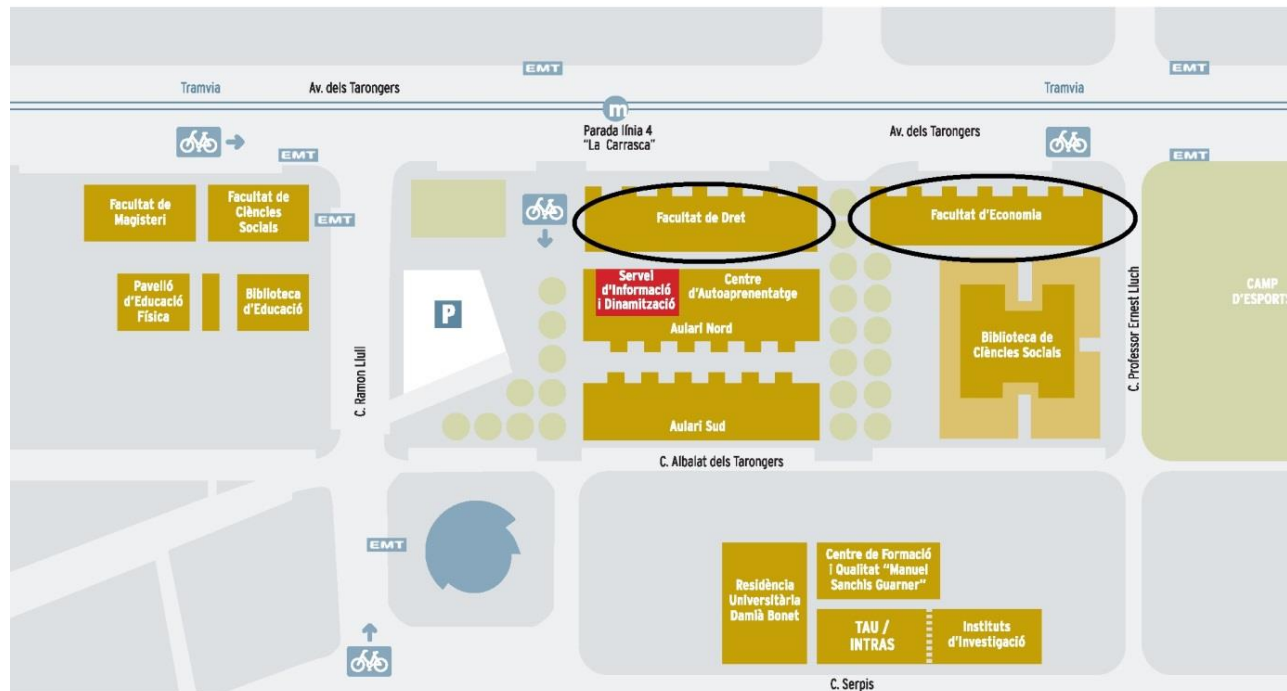 EMT
EMT
Tramvia
Av. dels Tarongers
Tramvia
m
Parada línia 4
"La Carrasca"
Av. dels Tarongers
EMT
EMT
Facultat de
Magisteri
Facultat de
Ciències
Socials
EMT
Facultat de Dret
Facultat d'Economia
Pavelló
d'Educació
Física
Biblioteca
d'Educació
P
Servei
d'Informació
i Dinamització
Centre
d'Autoaprenentatge
Aulari Nord
Biblioteca de
Ciències Socials
CAMP
D'ESPORTS
C. Ramon Llull
C. Professor Ernest Lluch
Aulari Sud
C. Albalat dels Tarongers
EMT
Residència
Universitària
Damià Bonet
Centre de Formació
i Qualitat "Manuel
Sanchis Guarner"
TAU /
INTRAS
Instituts
d'Investigació
C. Serpis